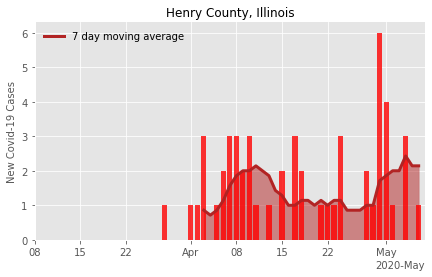 Henry County, Illinois
7 day moving average
New Covid-19 Cases
6
5
4
3
2
1
0
08 15 22 Apr 08 15 22 May
2020-May